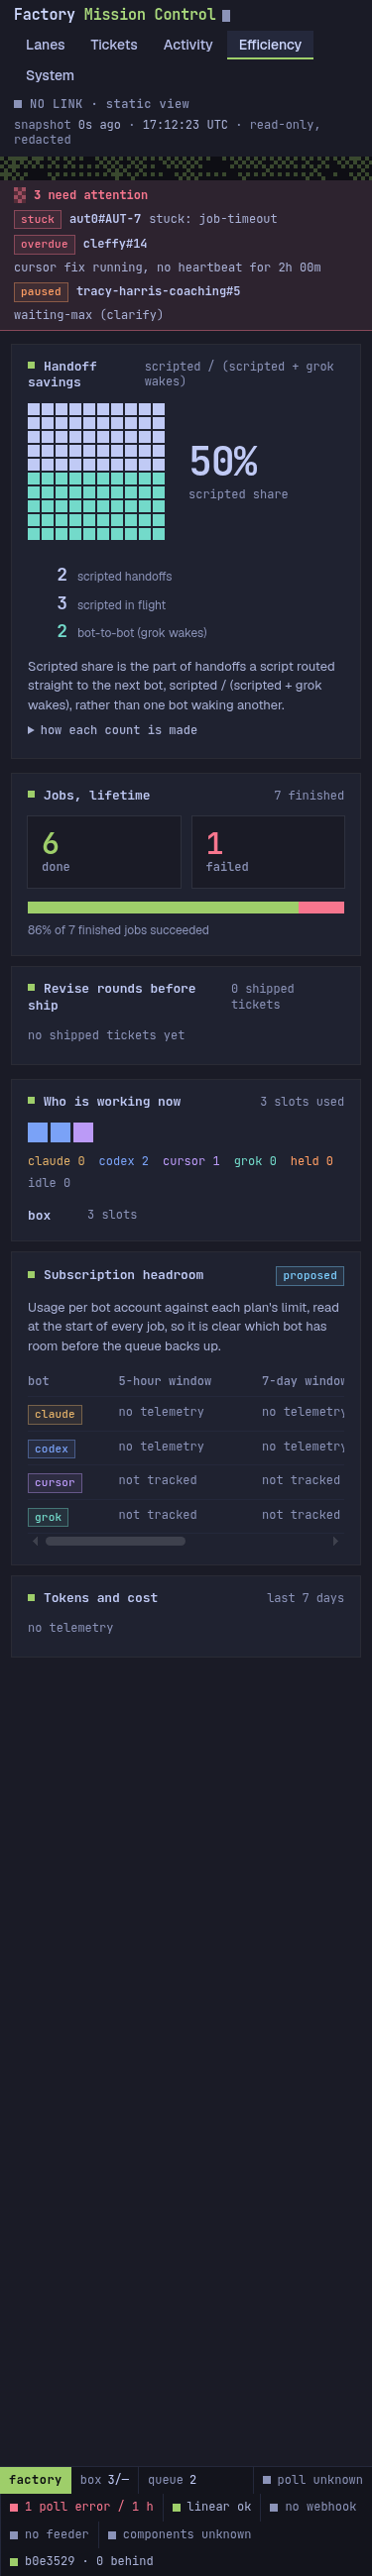 Factory Mission Control
Lanes Tickets Activity Efficiency
System
NO LINK · static view
snapshot 0s ago · 17:12:23 UTC · read-only,
redacted
3 need attention
stuck aut0#AUT-7 stuck: job-timeout
overdue cleffy#14
cursor fix running, no heartbeat for 2h 00m
paused tracy-harris-coaching#5
waiting-max (clarify)
Handoff savings
scripted / (scripted + grok wakes)
50%
scripted share
2 scripted handoffs
3 scripted in flight
2 bot-to-bot (grok wakes)
Scripted share is the part of handoffs a script routed
straight to the next bot, scripted / (scripted + grok
wakes), rather than one bot waking another.
how each count is made
Jobs, lifetime 7 finished
6 1
done failed
86% of 7 finished jobs succeeded
Revise rounds before ship
0 shipped tickets
no shipped tickets yet
Who is working now 3 slots used
claude 0 codex 2 cursor 1 grok 0 held 0
idle 0
box 3 slots
Subscription headroom proposed
Usage per bot account against each plan's limit, read
at the start of every job, so it is clear which bot has
room before the queue backs up.
bot 5-hour window 7-day window
claude no telemetry no telemetry
codex no telemetry no telemetry
cursor not tracked not tracked
grok not tracked not tracked
Tokens and cost last 7 days
no telemetry
factory box 3/— queue 2 poll unknown
1 poll error / 1 h linear ok no webhook
no feeder components unknown
b0e3529 · 0 behind